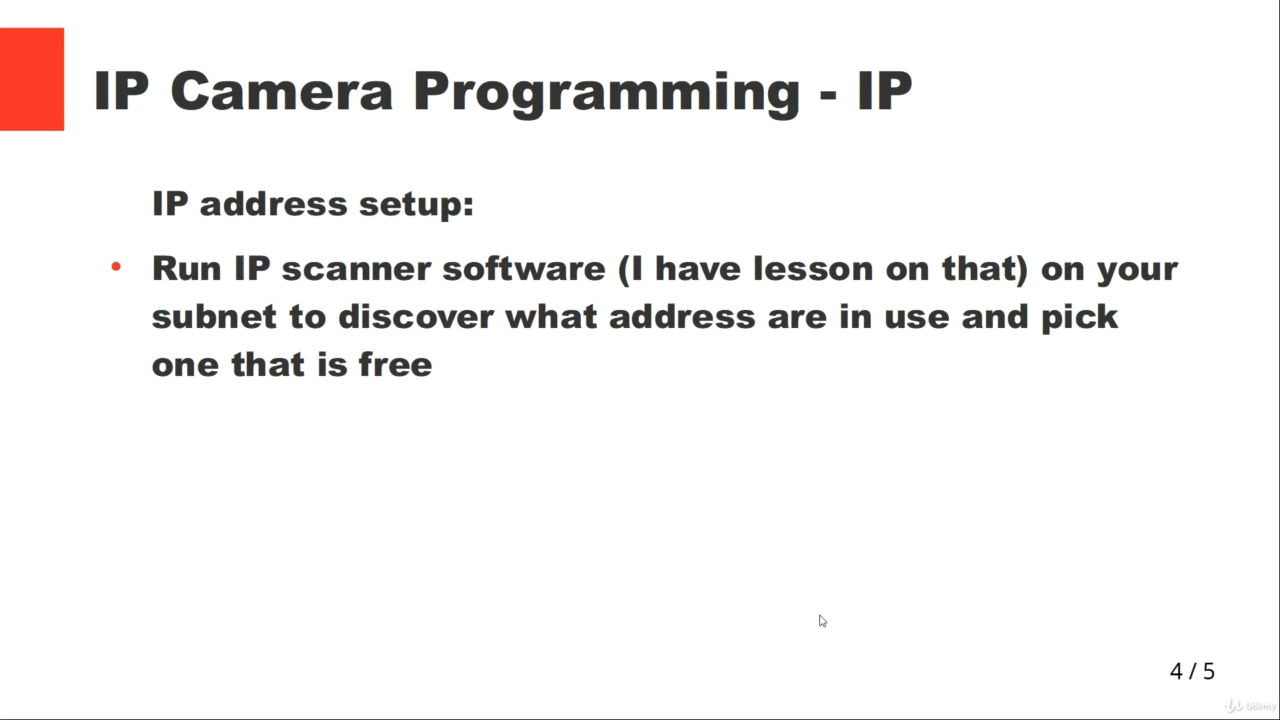 IP Camera Programming - IP
IP address setup:
• Run IP scanner software (I have lesson on that) on your
subnet to discover what address are in use and pick
one that is free
4 / 5
Udemy